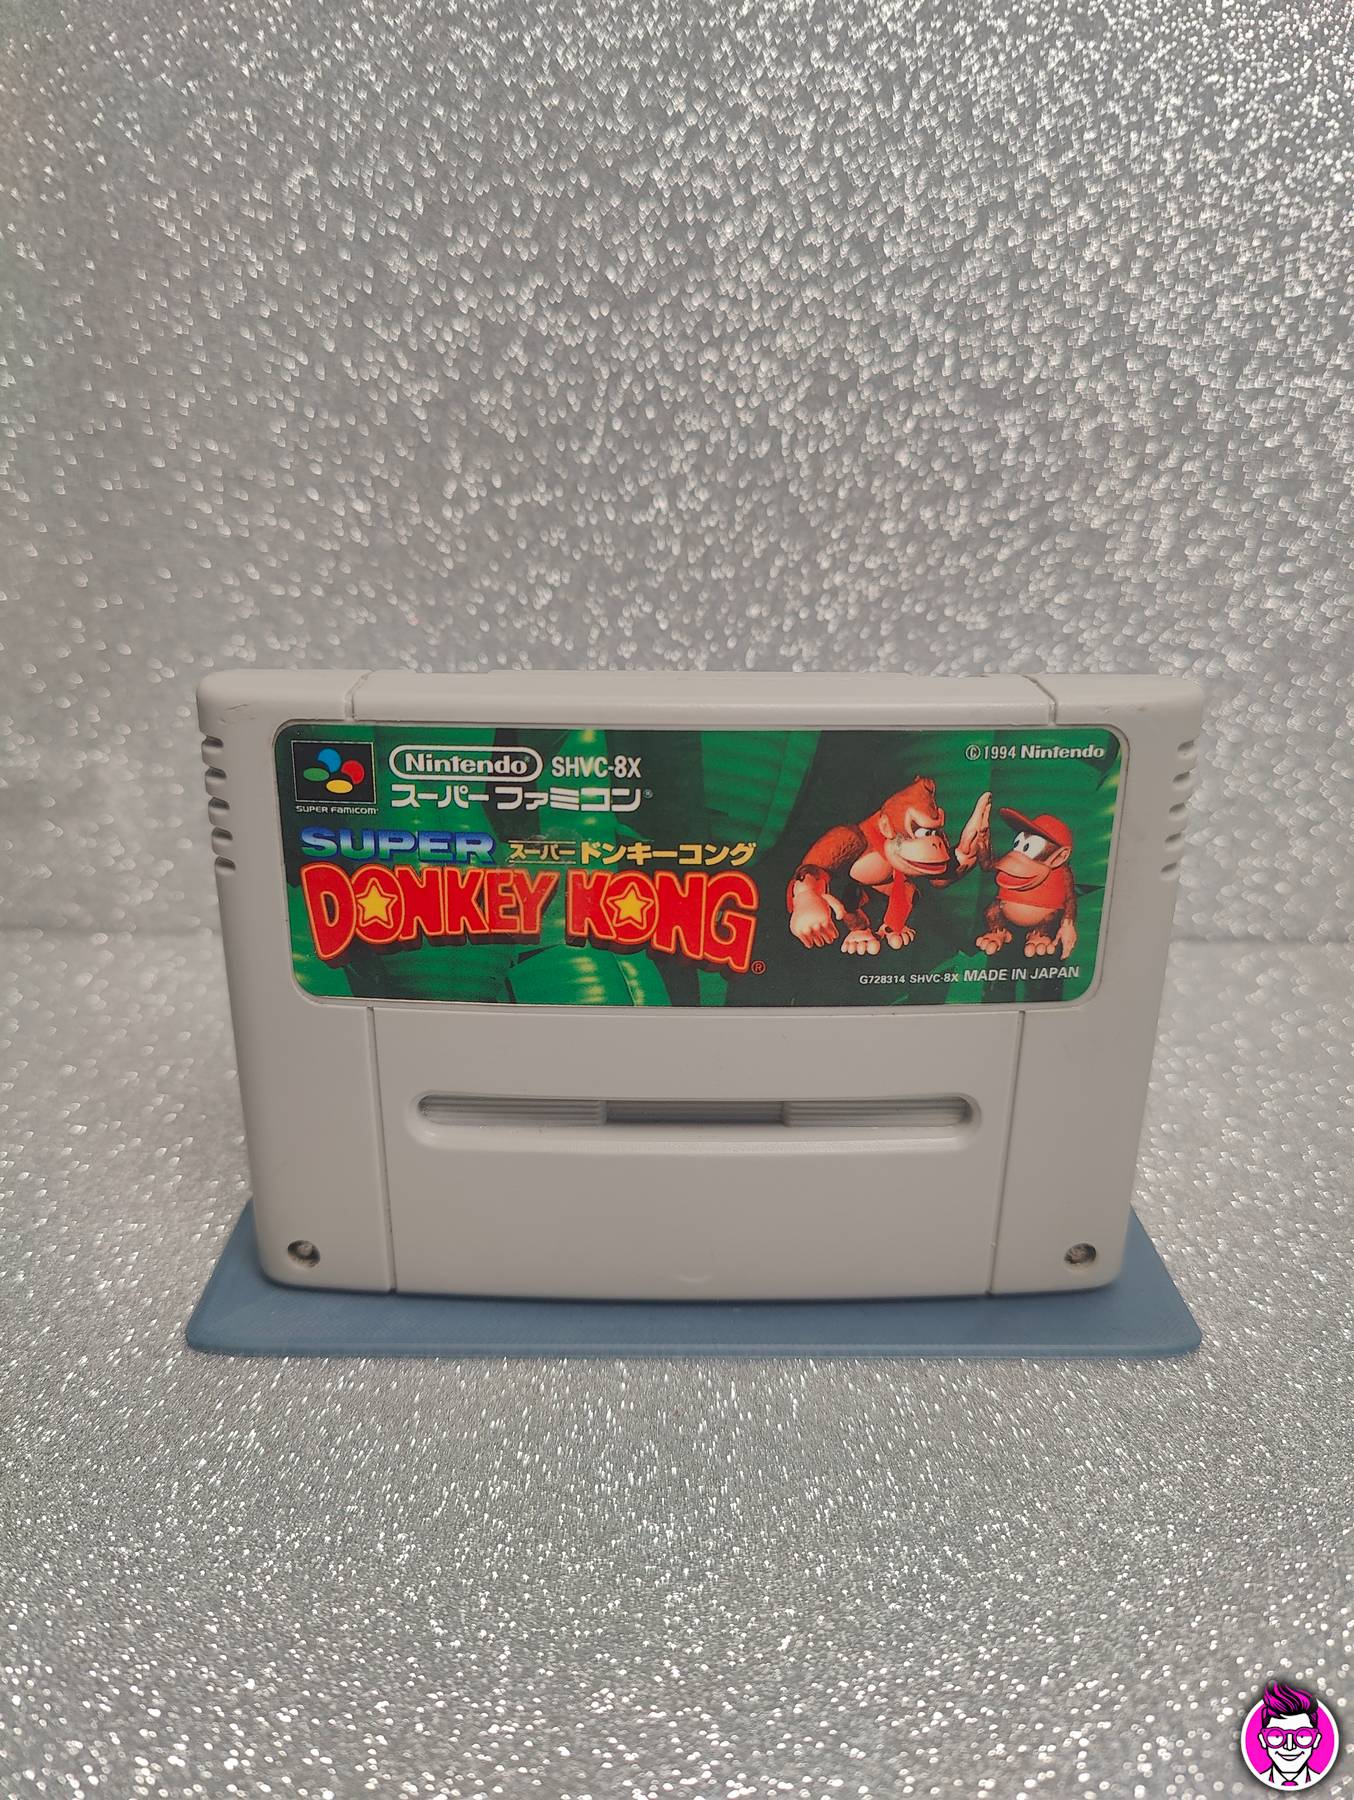 Nintendo® SHVC-8X
©1994 Nintendo
SUPER FAMICOM™
スーパーファミコン®
SUPER スーパードンキーコング
DONKEY KONG®
G728314 SHVC-8X MADE IN JAPAN